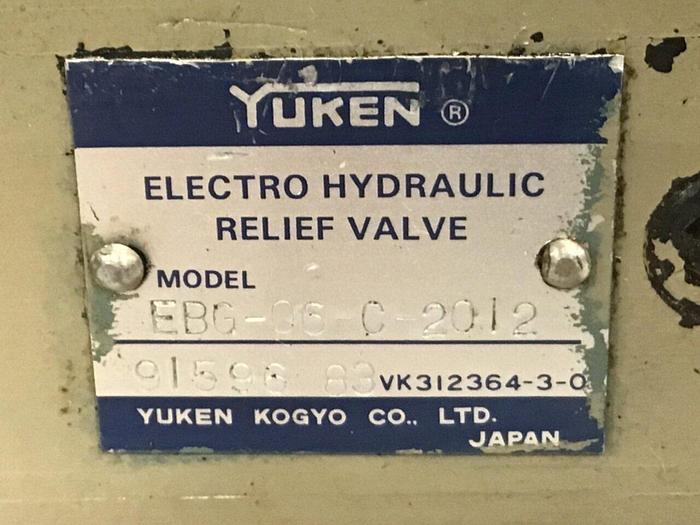 YUKEN ®
ELECTRO HYDRAULIC
RELIEF VALVE
MODEL
EBG-06-C-2012
91596 83 VK312364-3-0
YUKEN KOGYO CO., LTD.
JAPAN